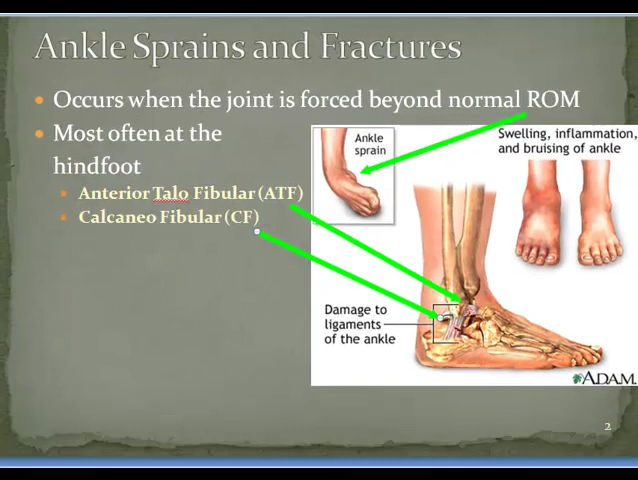 Ankle Sprains and Fractures
Occurs when the joint is forced beyond normal ROM
Most often at the
hindfoot
Anterior Talo Fibular (ATF)
Calcaneo Fibular (CF)
Ankle
sprain
Swelling, inflammation,
and bruising of ankle
Damage to
ligaments
of the ankle
ADAM.
2